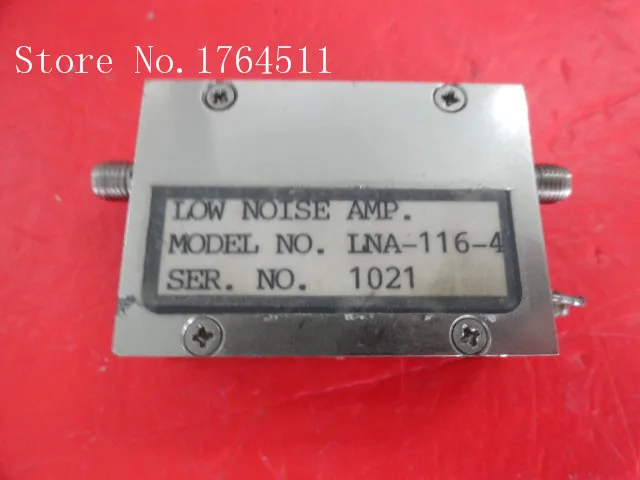 Store No.1764511
LOW NOISE AMP.
MODEL NO. LNA-116-4
SER. NO. 1021